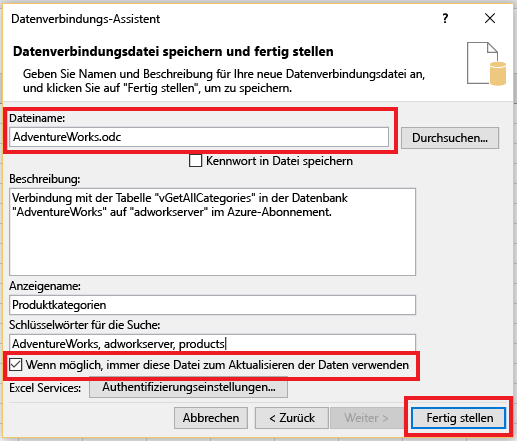 Datenverbindungs-Assistent
Datenverbindungsdatei speichern und fertig stellen
Geben Sie Namen und Beschreibung für Ihre neue Datenverbindungsdatei an,
und klicken Sie auf "Fertig stellen", um zu speichern.
Dateiname:
AdventureWorks.odc
Durchsuchen...
Kennwort in Datei speichern
Beschreibung:
Verbindung mit der Tabelle "vGetAllCategories" in der Datenbank
"AdventureWorks" auf "adworkserver" im Azure-Abonnement.
Anzeigename:
Produktkategorien
Schlüsselwörter für die Suche:
AdventureWorks, adworkserver, products
Wenn möglich, immer diese Datei zum Aktualisieren der Daten verwenden
Excel Services: Authentifizierungseinstellungen...
Abbrechen < Zurück Weiter > Fertig stellen